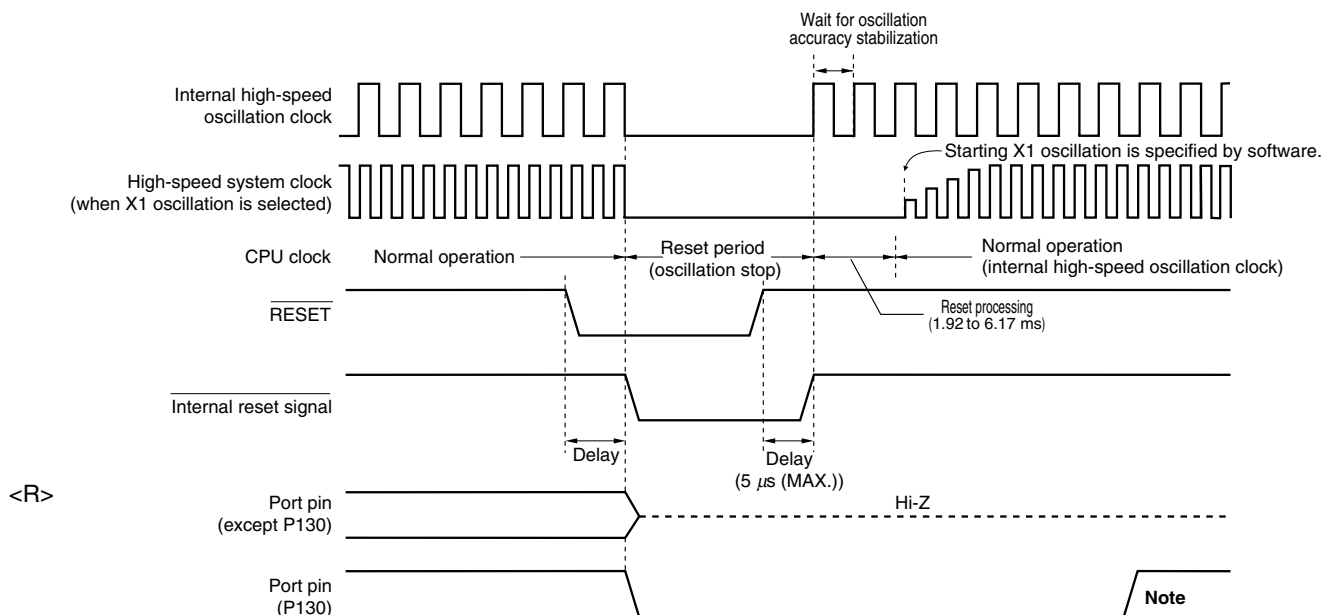 Wait for oscillation
accuracy stabilization
Internal high-speed
oscillation clock
Starting X1 oscillation is specified by software.
High-speed system clock
(when X1 oscillation is selected)
CPU clock
Normal operation
Reset period
(oscillation stop)
Normal operation
(internal high-speed oscillation clock)
RESET
Reset processing
(1.92 to 6.17 ms)
Internal reset signal
Delay
Delay
(5 μs (MAX.))
<R>
Port pin
(except P130)
Hi-Z
Port pin
(P130)
Note